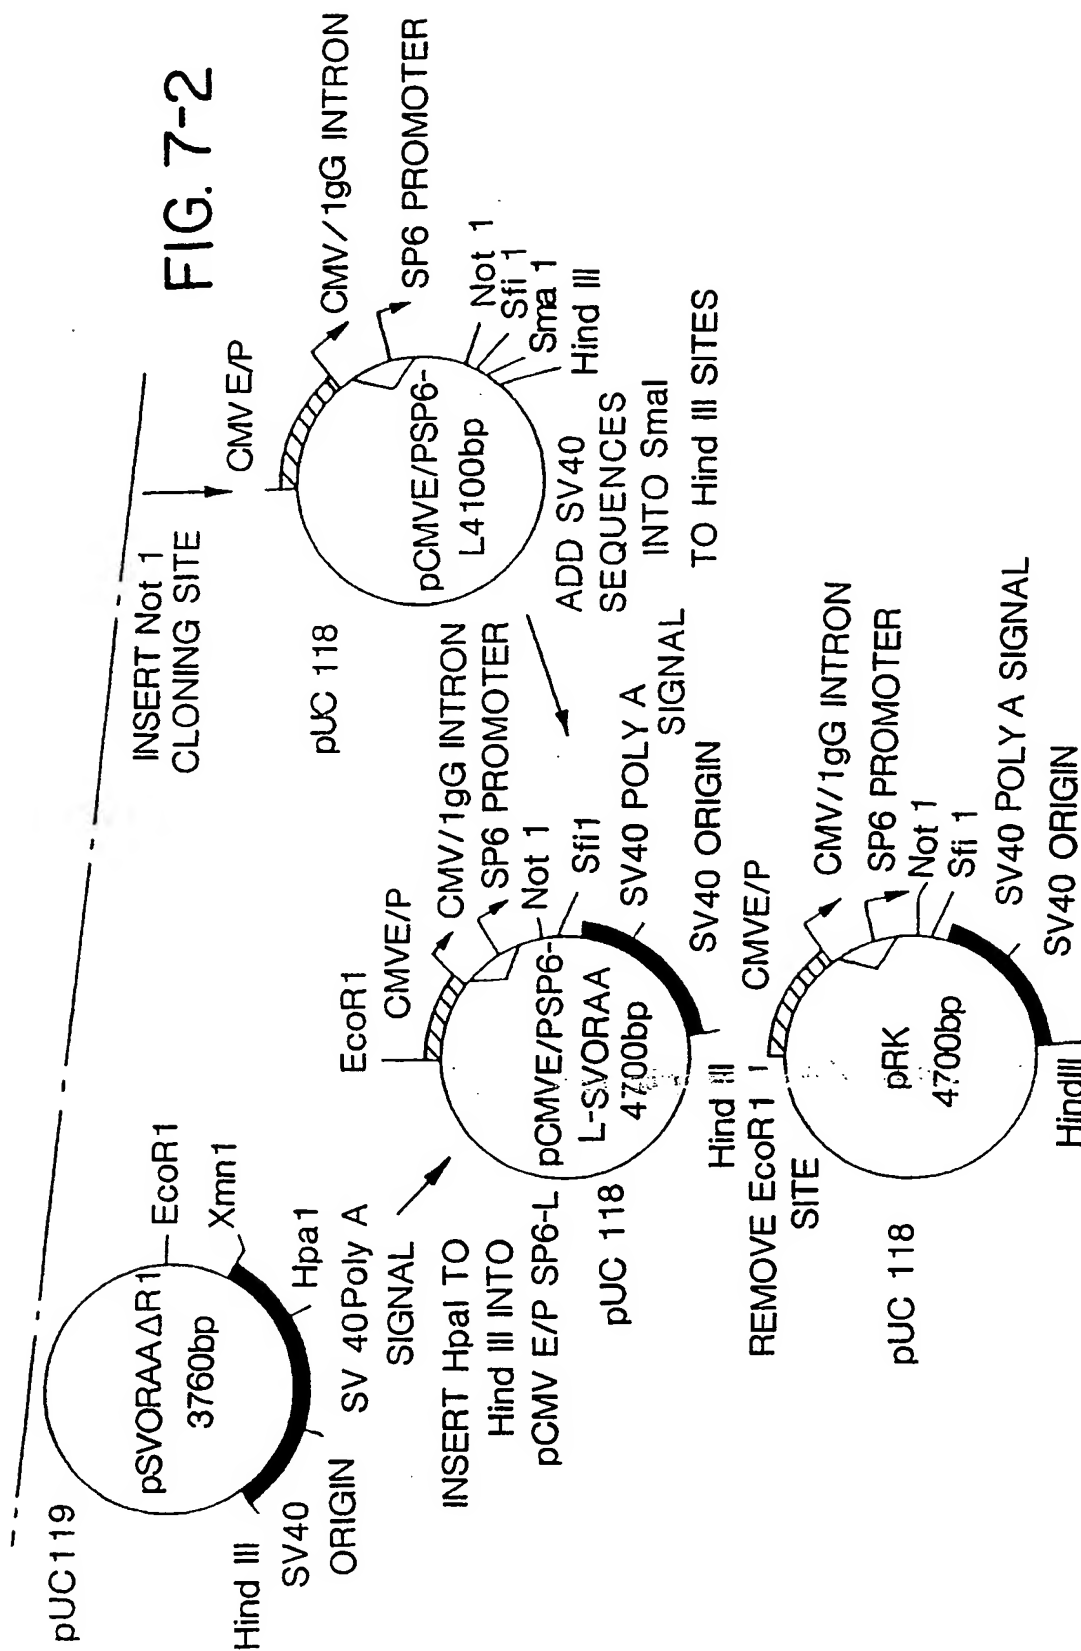 FIG. 7-2
INSERT Not 1
CLONING SITE
CMV E/P
CMV/1gG INTRON
SP6 PROMOTER
Not 1
Sfi 1
Sma 1
Hind III
pCMVE/PSP6-
L4100bp
pUC 118
ADD SV40
SEQUENCES
INTO SmaI
TO Hind III SITES
pUC119
pSVORAAΔR1
3760bp
EcoR1
Xmn1
Hpa1
SV 40Poly A
SIGNAL
SV40
ORIGIN
Hind III
INSERT HpaI TO
Hind III INTO
pCMV E/P SP6-L
EcoR1
CMVE/P
CMV/1gG INTRON
SP6 PROMOTER
Not 1
Sfi1
SV40 POLY A
SIGNAL
SV40 ORIGIN
pCMVE/PSP6-
L-SVORAA
4700bp
pUC 118
Hind III
REMOVE EcoR1
SITE
CMVE/P
CMV/1gG INTRON
SP6 PROMOTER
Not 1
Sfi 1
SV40 POLY A SIGNAL
SV40 ORIGIN
pRK
4700bp
HindIII
pUC 118